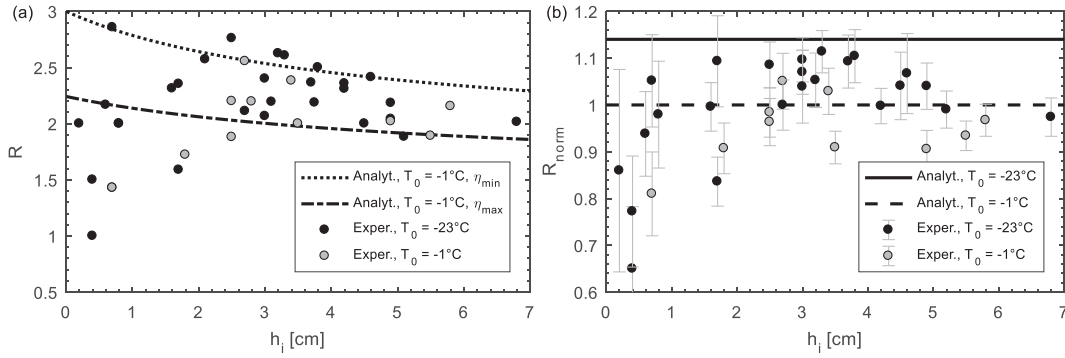 (a)
3
2.5
2
1.5
1
0.5
R
0 1 2 3 4 5 6 7
h_i [cm]
Analyt., T_0 = -1°C, η_min
Analyt., T_0 = -1°C, η_max
Exper., T_0 = -23°C
Exper., T_0 = -1°C
(b)
1.2
1.1
1
0.9
0.8
0.7
0.6
R_norm
0 1 2 3 4 5 6 7
h_i [cm]
Analyt., T_0 = -23°C
Analyt., T_0 = -1°C
Exper., T_0 = -23°C
Exper., T_0 = -1°C